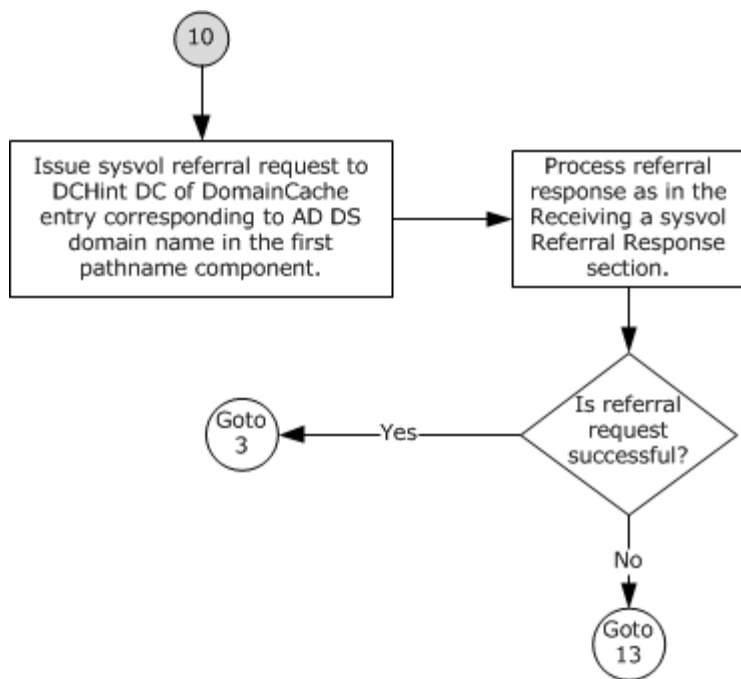 10
Issue sysvol referral request to
DCHint DC of DomainCache
entry corresponding to AD DS
domain name in the first
pathname component.
Process referral
response as in the
Receiving a sysvol
Referral Response
section.
Is referral
request
successful?
Yes
Goto
3
No
Goto
13